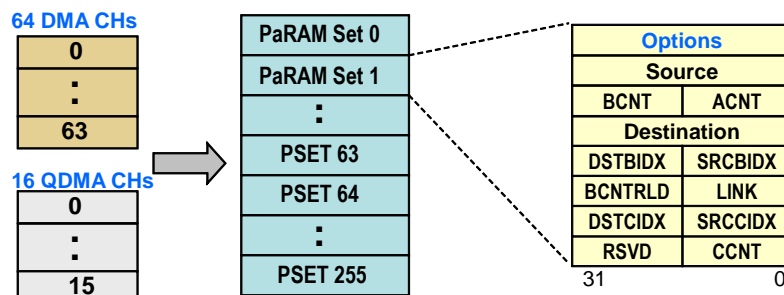 64 DMA CHs
0
:
63
16 QDMA CHs
0
:
15
PaRAM Set 0
PaRAM Set 1
:
PSET 63
PSET 64
:
PSET 255
Options
Source
BCNT ACNT
Destination
DSTBIDX SRCBIDX
BCNTRLD LINK
DSTCIDX SRCCIDX
RSVD CCNT
31 0